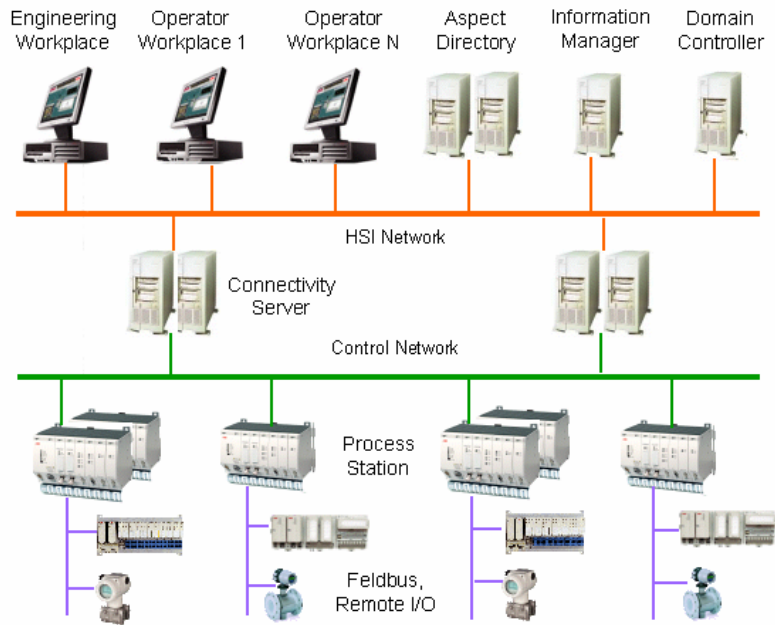 Engineering
Workplace
Operator
Workplace 1
Operator
Workplace N
Aspect
Directory
Information
Manager
Domain
Controller
HSI Network
Connectivity
Server
Control Network
Process
Station
Feldbus,
Remote I/O